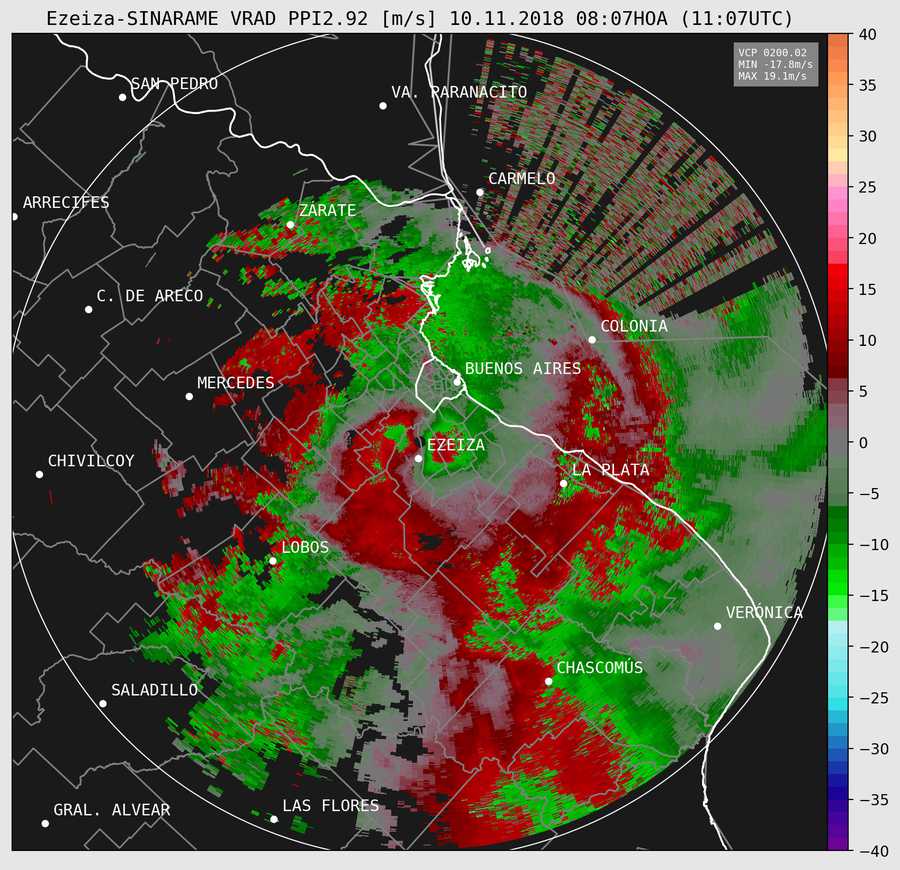 Ezeiza-SINARAME VRAD PPI2.92 [m/s] 10.11.2018 08:07HOA (11:07UTC)
VCP 0200.02
MIN -17.8m/s
MAX 19.1m/s
SAN PEDRO
VA. PARANACITO
CARMELO
ARRECIFES
ZÁRATE
C. DE ARECO
COLONIA
BUENOS AIRES
MERCEDES
EZEIZA
CHIVILCOY
LA PLATA
LOBOS
VERÓNICA
CHASCOMÚS
SALADILLO
LAS FLORES
GRAL. ALVEAR
40
35
30
25
20
15
10
5
0
−5
−10
−15
−20
−25
−30
−35
−40